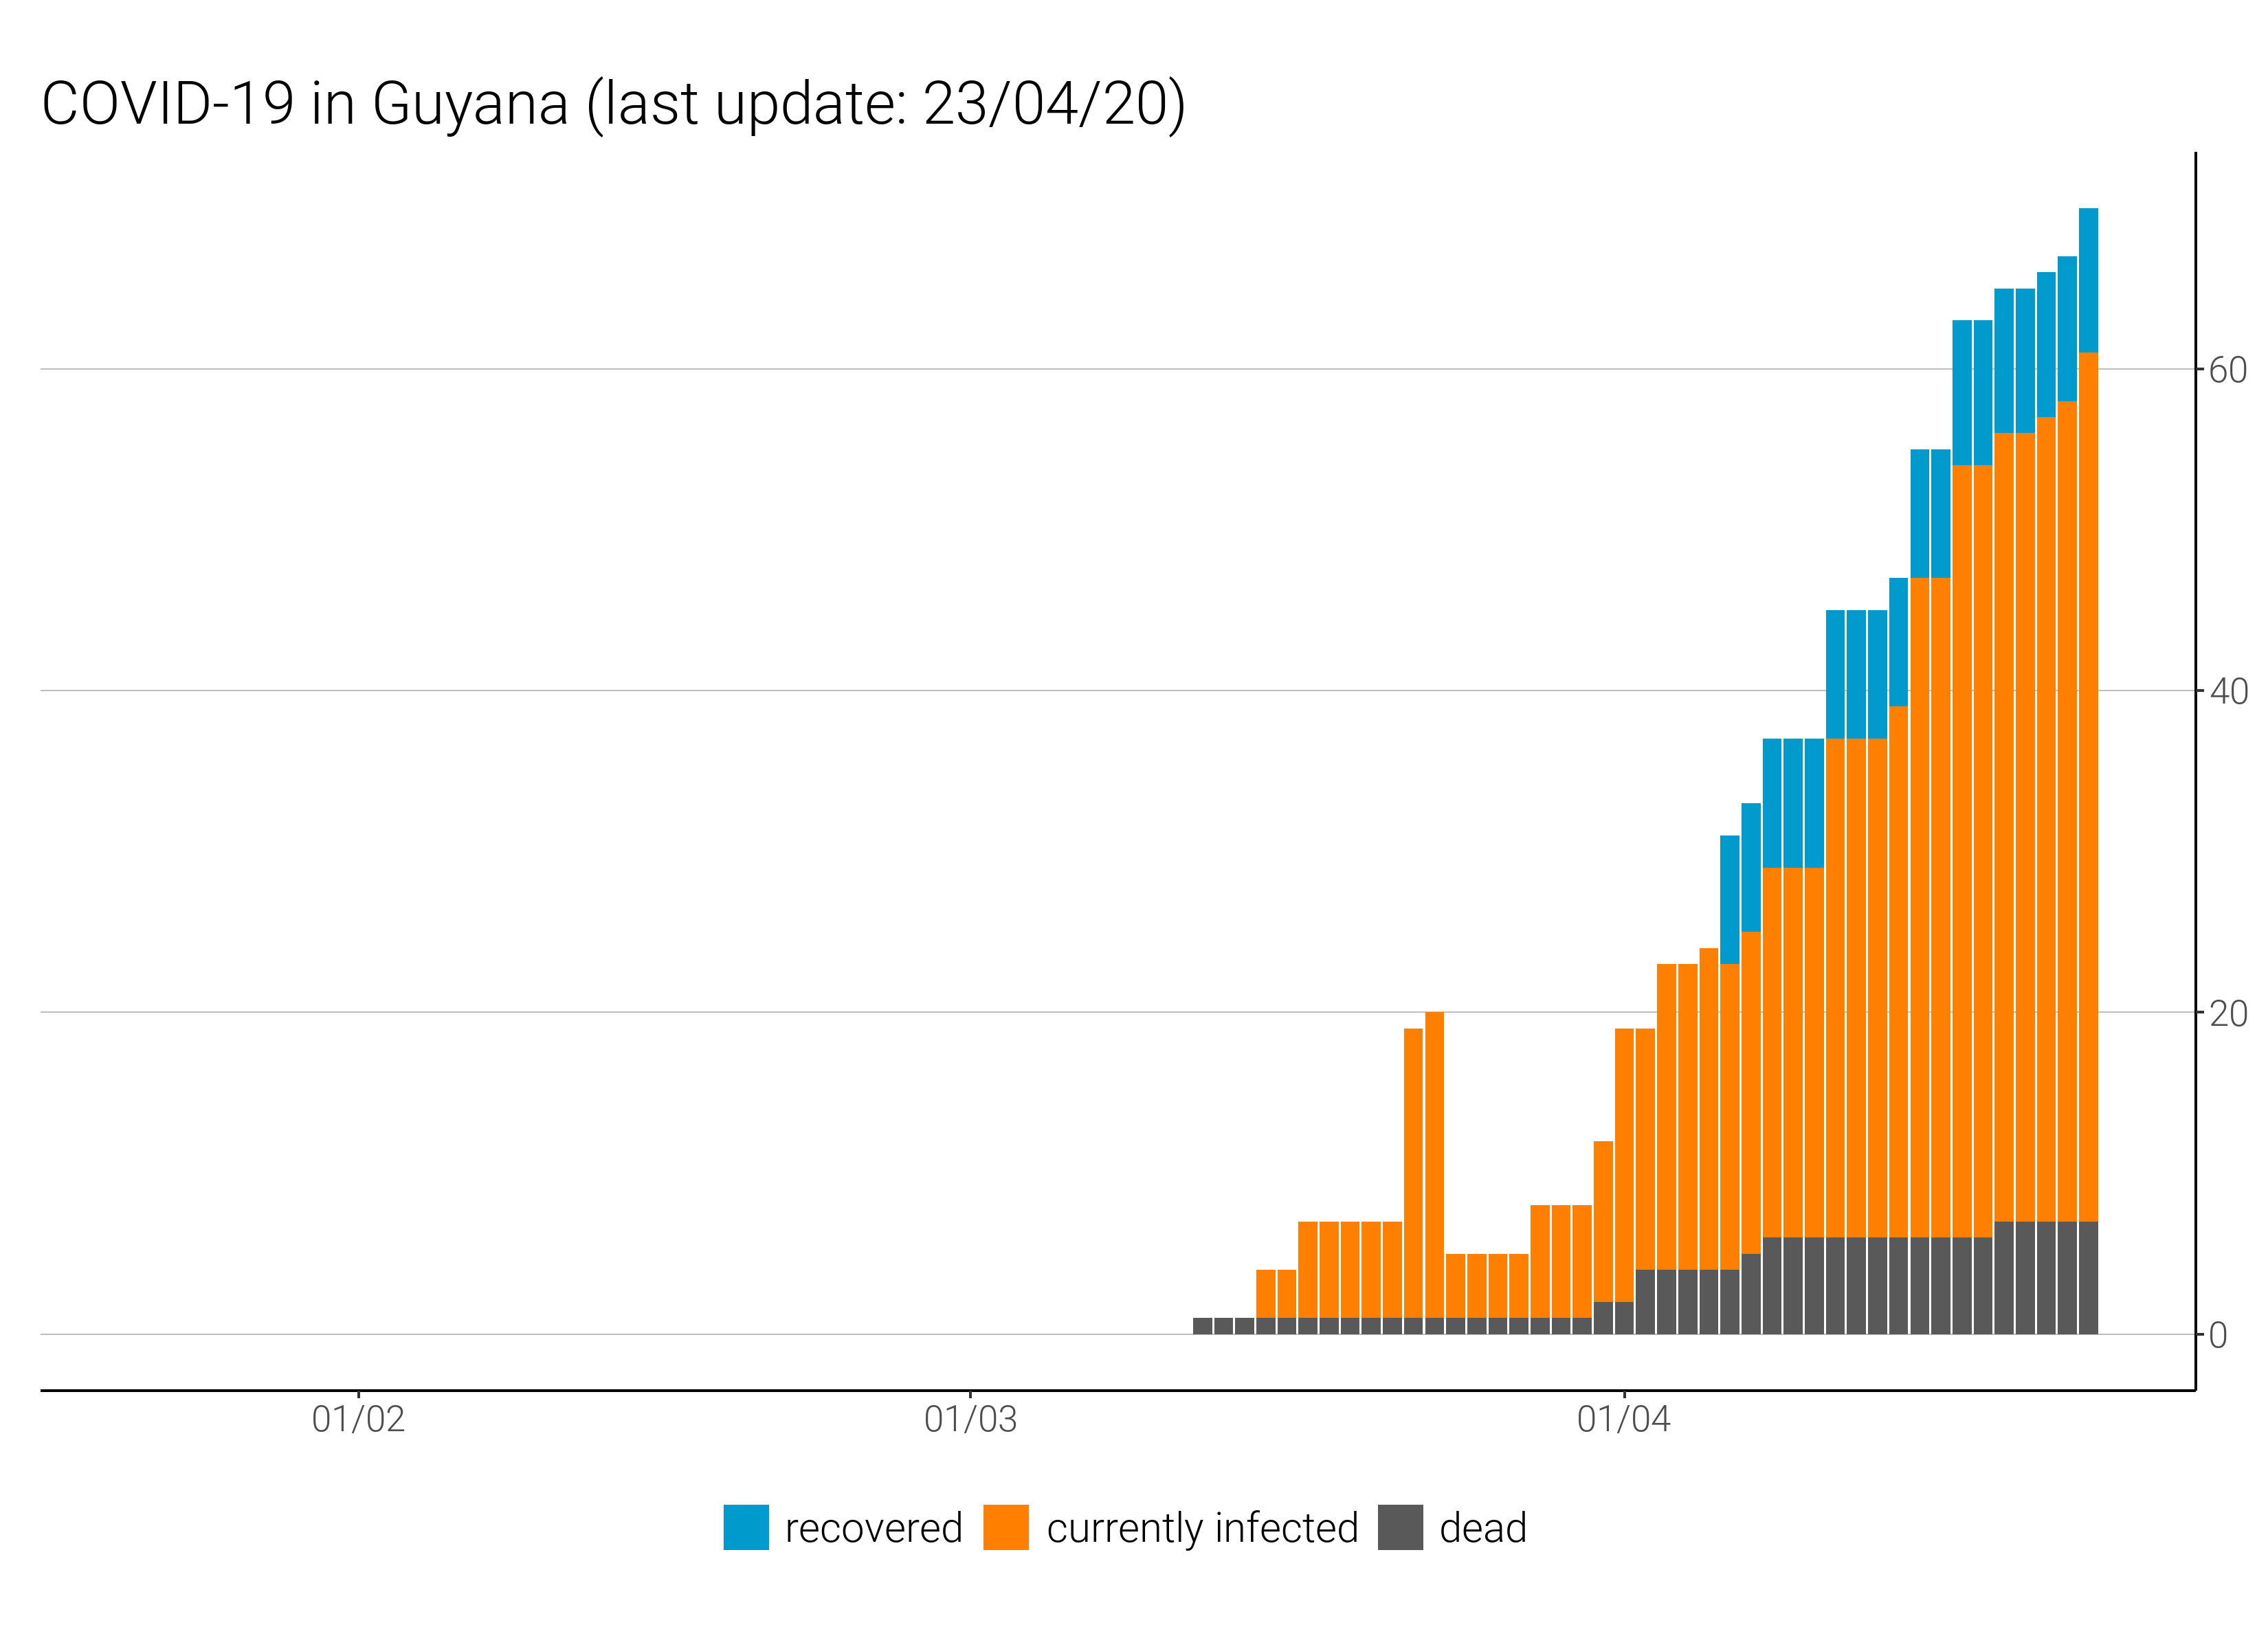 COVID-19 in Guyana (last update: 23/04/20)
60
40
20
0
01/02 01/03 01/04
recovered currently infected dead